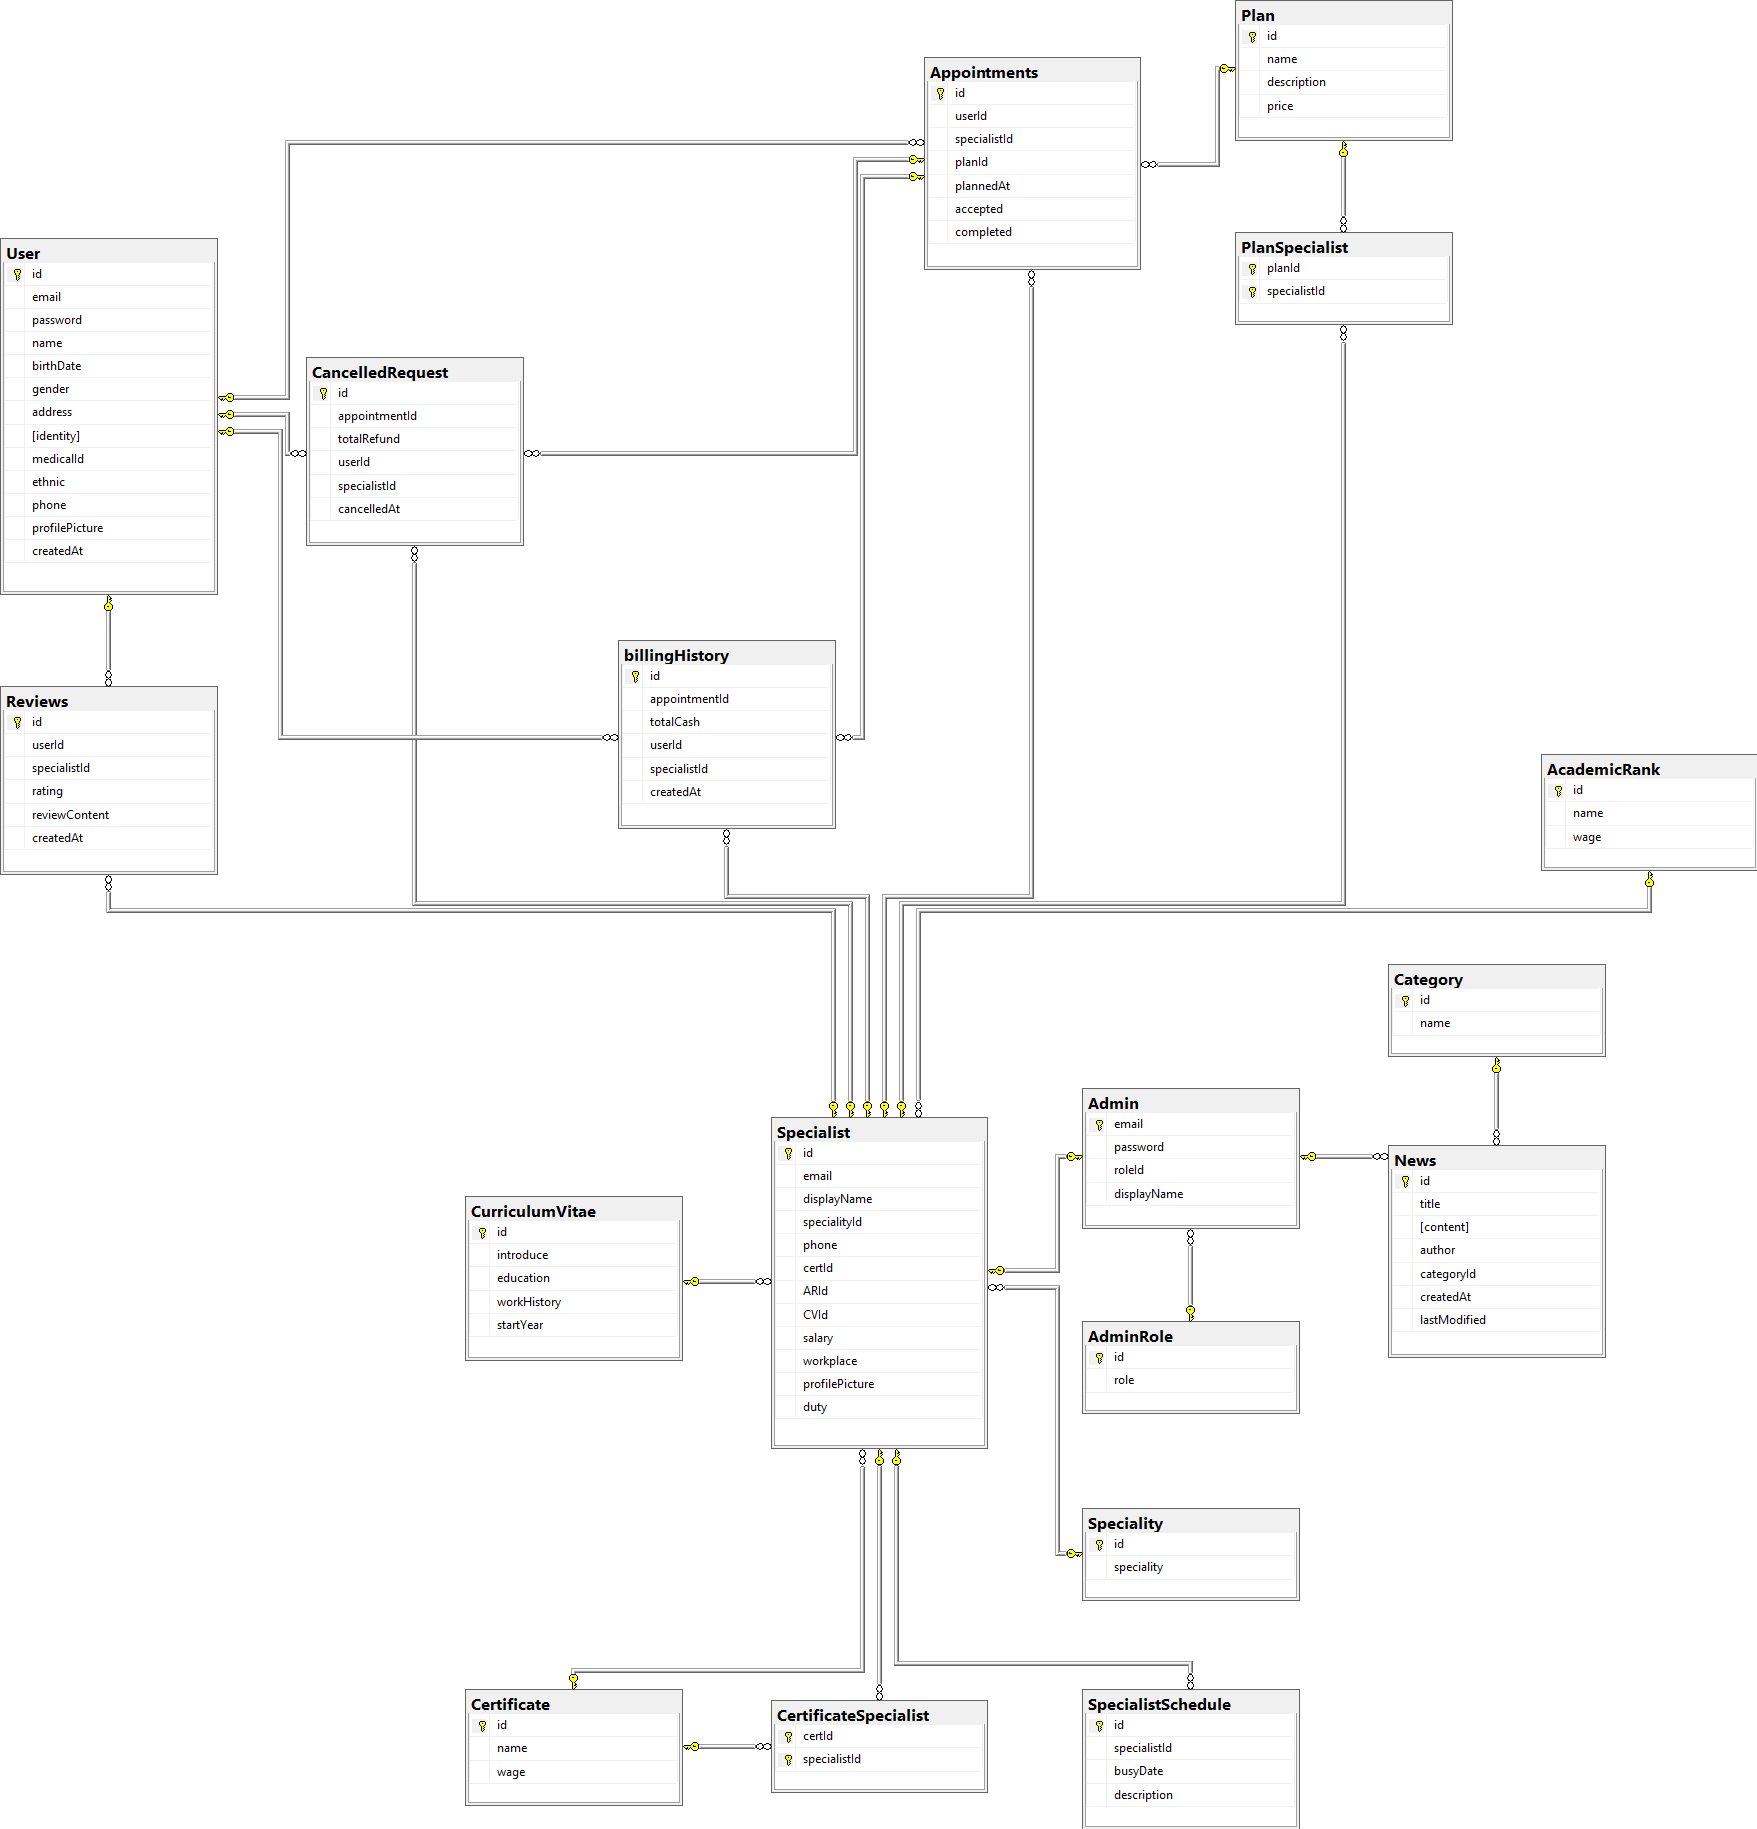 Plan
id
name
description
price
Appointments
id
userId
specialistId
planId
plannedAt
accepted
completed
PlanSpecialist
planId
specialistId
User
id
email
password
name
birthDate
gender
address
[identity]
medicalId
ethnic
phone
profilePicture
createdAt
CancelledRequest
id
appointmentId
totalRefund
userId
specialistId
cancelledAt
billingHistory
id
appointmentId
totalCash
userId
specialistId
createdAt
Reviews
id
userId
specialistId
rating
reviewContent
createdAt
AcademicRank
id
name
wage
Category
id
name
Admin
email
password
roleId
displayName
News
id
title
[content]
author
categoryId
createdAt
lastModified
Specialist
id
email
displayName
specialityId
phone
certId
ARId
CVId
salary
workplace
profilePicture
duty
CurriculumVitae
id
introduce
education
workHistory
startYear
AdminRole
id
role
Speciality
id
speciality
Certificate
id
name
wage
CertificateSpecialist
certId
specialistId
SpecialistSchedule
id
specialistId
busyDate
description